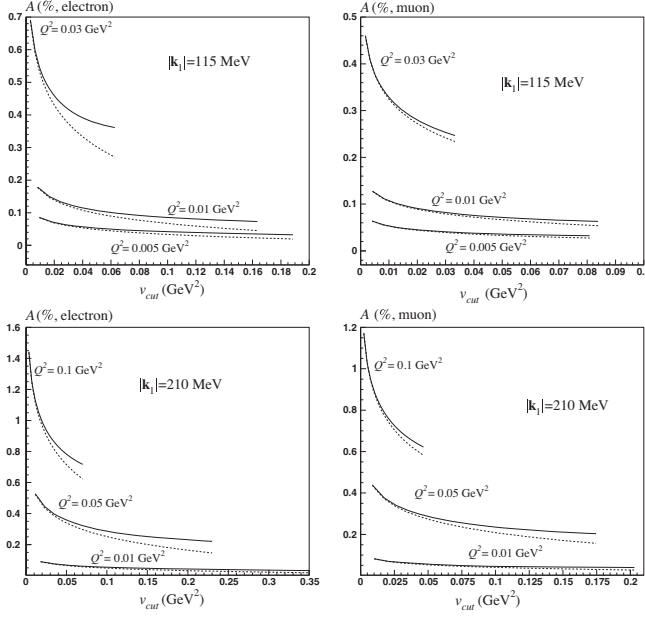 A (%, electron)
0.7
0.6
0.5
0.4
0.3
0.2
0.1
0
Q²= 0.03 GeV²
|k₁|=115 MeV
Q²= 0.01 GeV²
Q²= 0.005 GeV²
0 0.02 0.04 0.06 0.08 0.1 0.12 0.14 0.16 0.18 0.2
v_cut (GeV²)
A (%, muon)
0.5
0.4
0.3
0.2
0.1
0
Q²= 0.03 GeV²
|k₁|=115 MeV
Q²= 0.01 GeV²
Q²= 0.005 GeV²
0 0.01 0.02 0.03 0.04 0.05 0.06 0.07 0.08 0.09 0.
v_cut (GeV²)
A (%, electron)
1.6
1.4
1.2
1
0.8
0.6
0.4
0.2
Q²= 0.1 GeV²
|k₁|=210 MeV
Q²= 0.05 GeV²
Q²= 0.01 GeV²
0 0.05 0.1 0.15 0.2 0.25 0.3 0.35
v_cut (GeV²)
A (%, muon)
1.2
1
0.8
0.6
0.4
0.2
Q²= 0.1 GeV²
|k₁|=210 MeV
Q²= 0.05 GeV²
Q²= 0.01 GeV²
0 0.025 0.05 0.075 0.1 0.125 0.15 0.175 0.2
v_cut (GeV²)